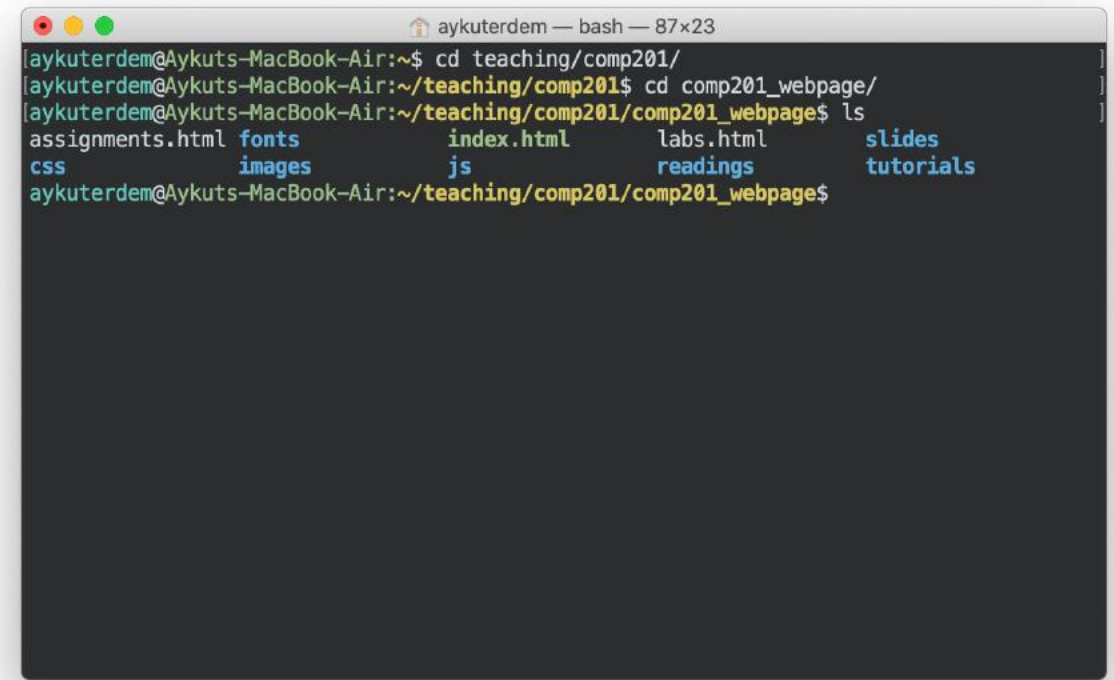 aykuterdem — bash — 87×23
[aykuterdem@Aykuts-MacBook-Air:~$ cd teaching/comp201/ ]
[aykuterdem@Aykuts-MacBook-Air:~/teaching/comp201$ cd comp201_webpage/ ]
[aykuterdem@Aykuts-MacBook-Air:~/teaching/comp201/comp201_webpage$ ls ]
assignments.html fonts index.html labs.html slides
css images js readings tutorials
aykuterdem@Aykuts-MacBook-Air:~/teaching/comp201/comp201_webpage$